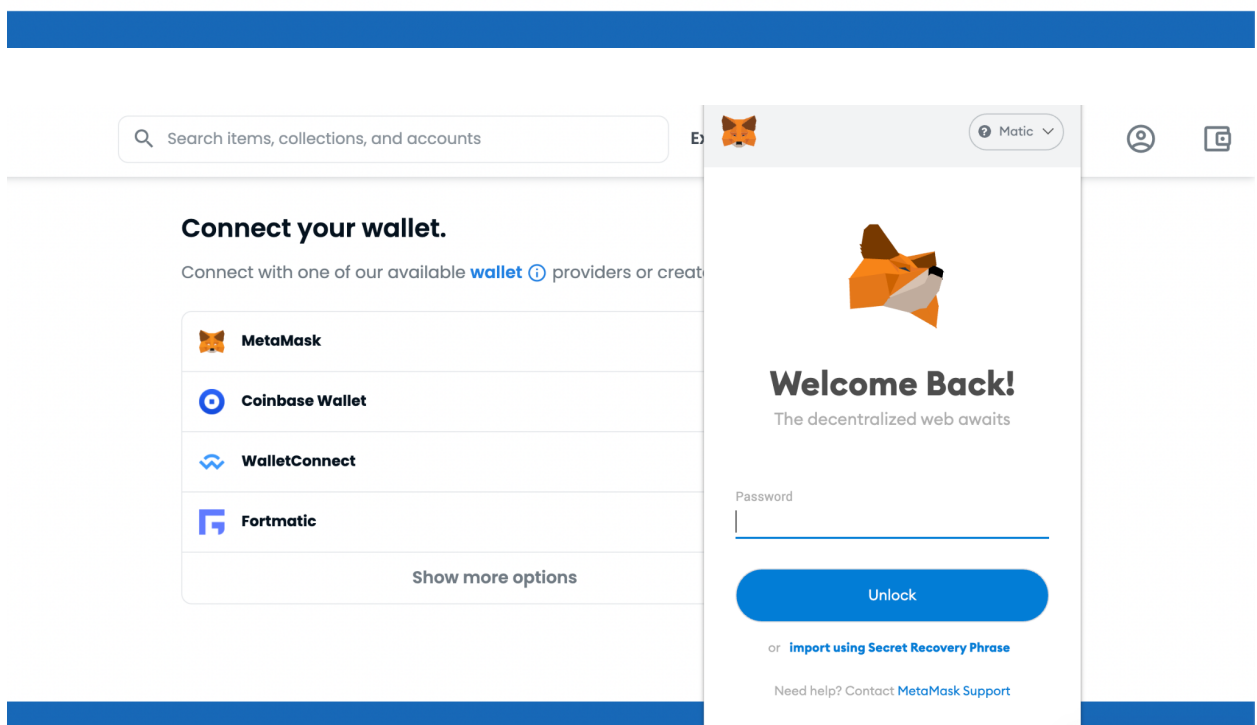 Search items, collections, and accounts
Matic
Connect your wallet.
Connect with one of our available wallet providers or
MetaMask
Coinbase Wallet
WalletConnect
Fortmatic
Show more options
Welcome Back!
The decentralized web awaits
Password
Unlock
or import using Secret Recovery Phrase
Need help? Contact MetaMask Support